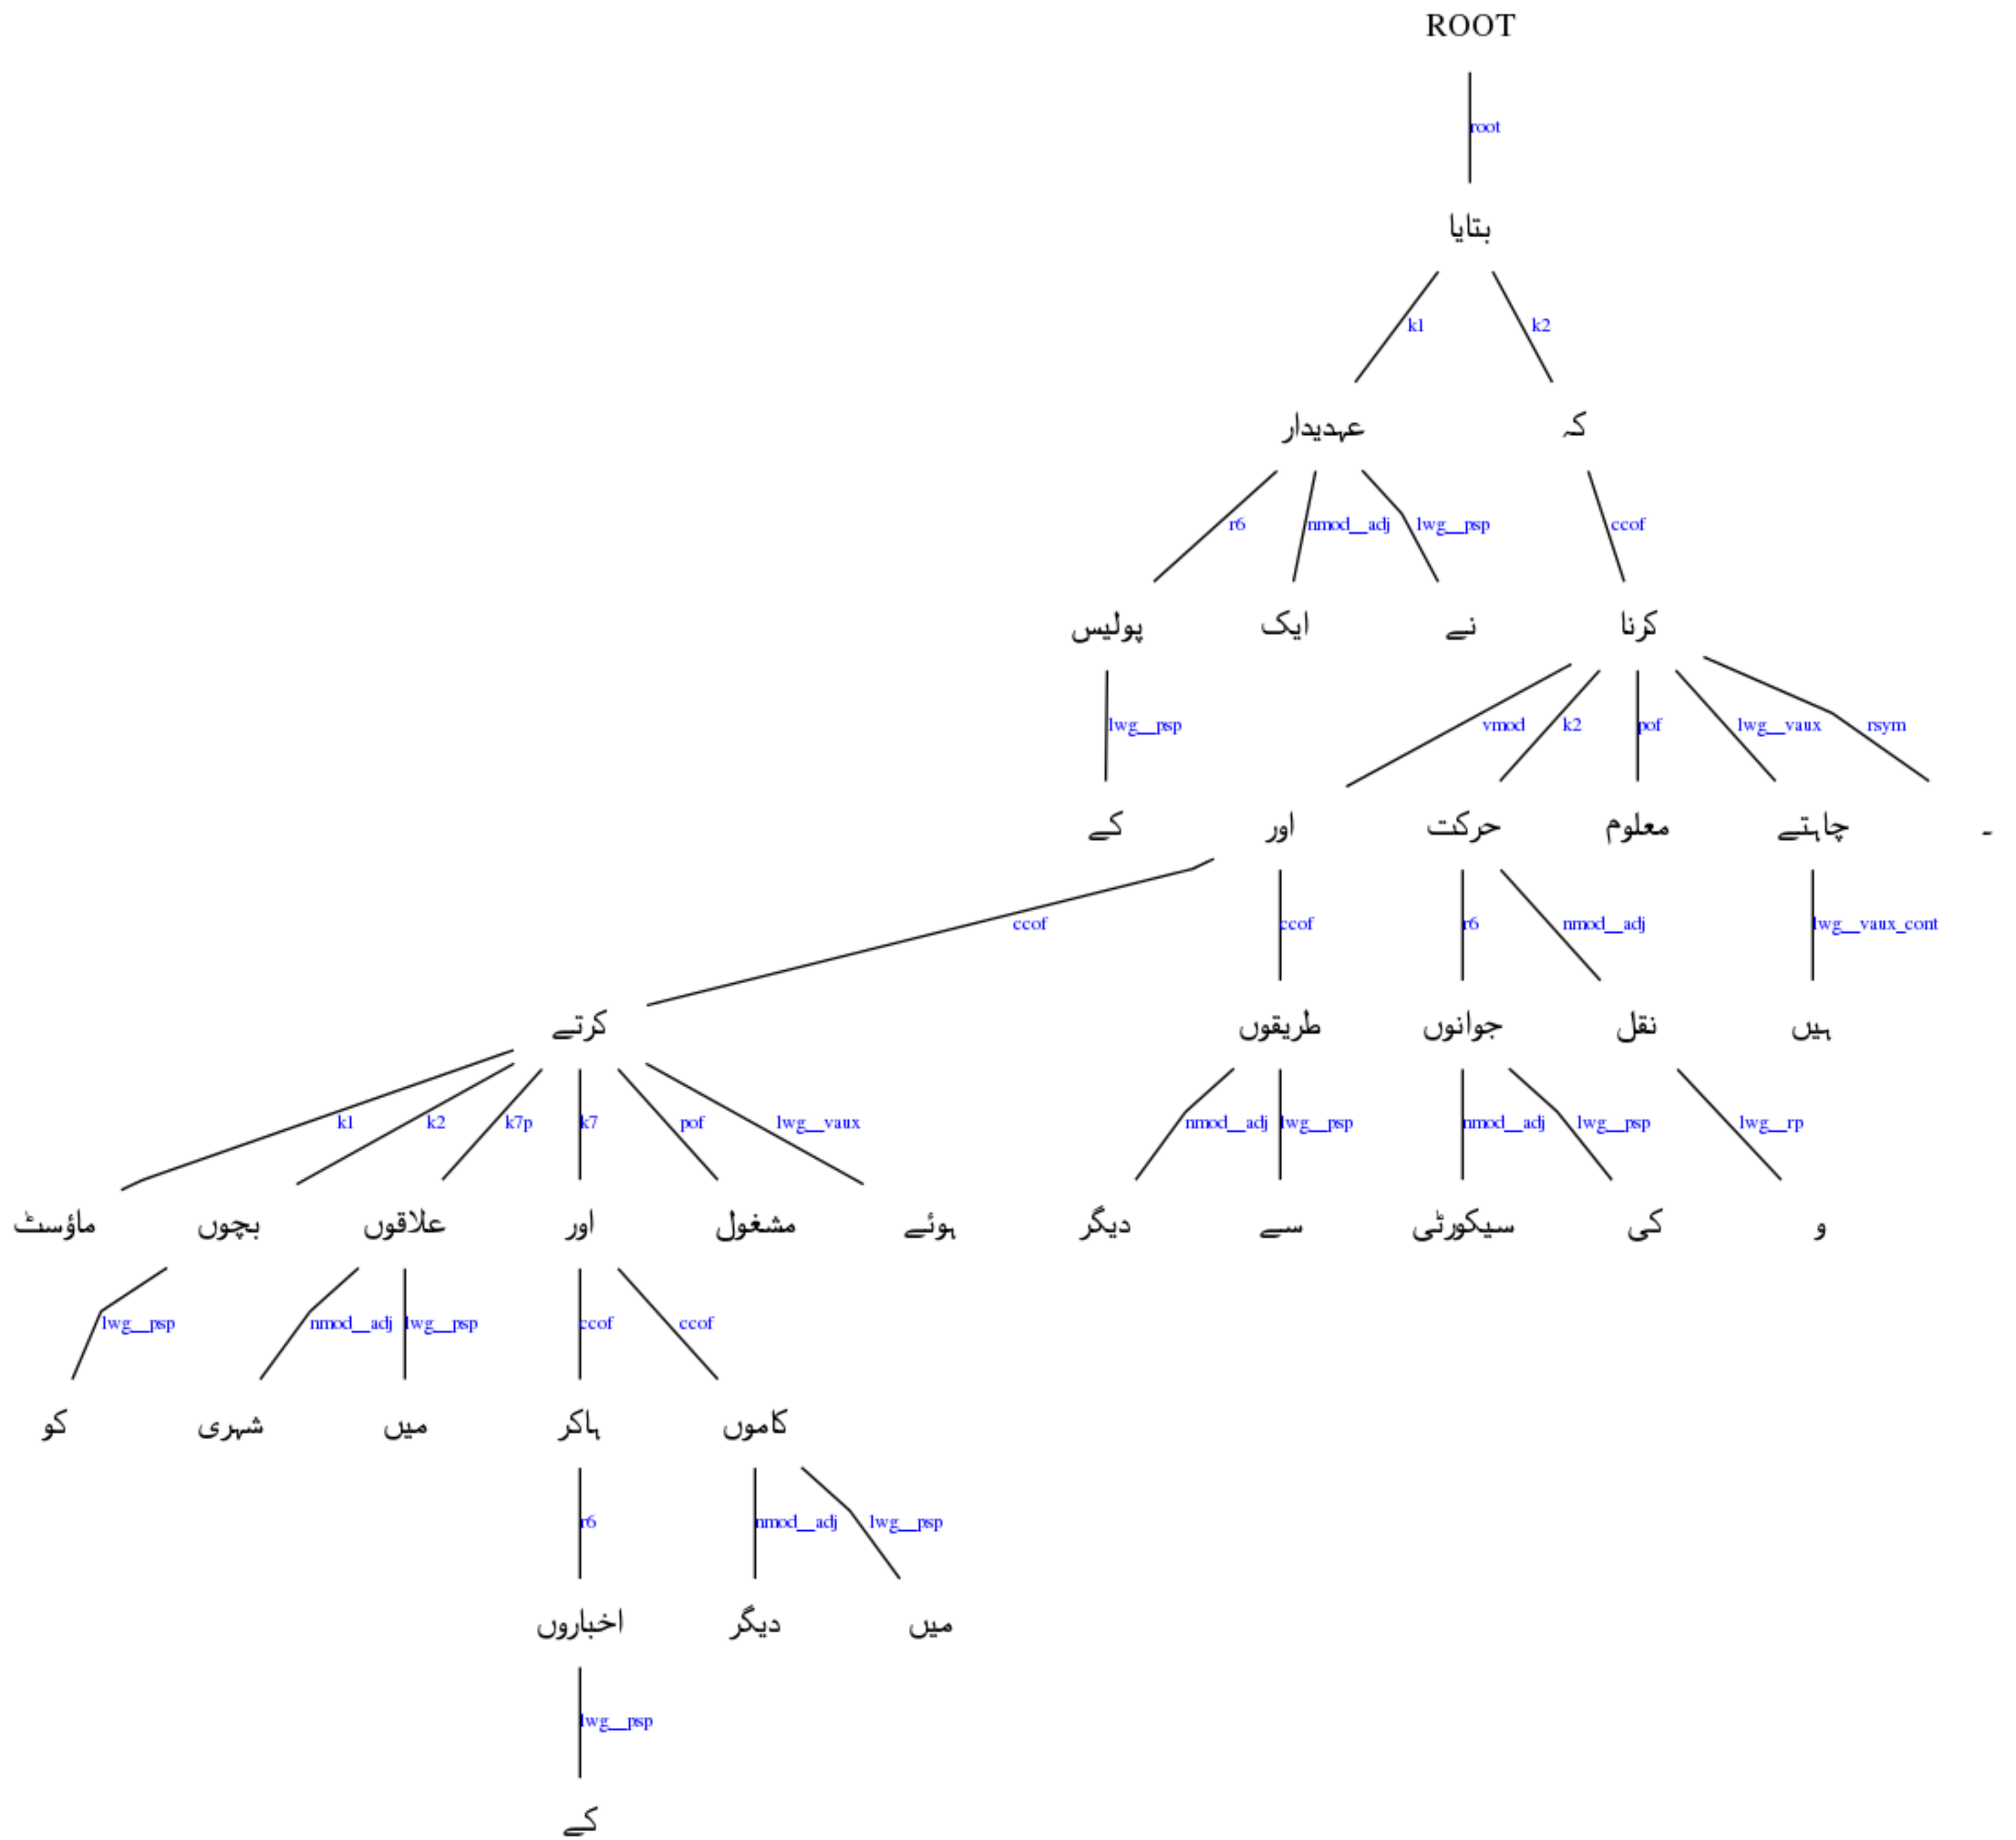 ROOT
root
بتایا
k1 k2
عہدیدار کہ
r6 nmod__adj lwg__psp ccof
پولیس ایک نے کرنا
lwg__psp vmod k2 pof lwg__vaux rsym
کے اور حرکت معلوم چاہتے ۔
ccof ccof r6 nmod__adj lwg__vaux_cont
کرتے طریقوں جوانوں نقل ہیں
k1 k2 k7p k7 pof lwg__vaux nmod__adj lwg__psp nmod__adj lwg__psp lwg__rp
ماؤسٹ بچوں علاقوں اور مشغول ہوئے دیگر سے سیکورٹی کی و
lwg__psp nmod__adj lwg__psp ccof ccof
کو شہری میں ہاکر کاموں
r6 nmod__adj lwg__psp
اخباروں دیگر میں
lwg__psp
کے